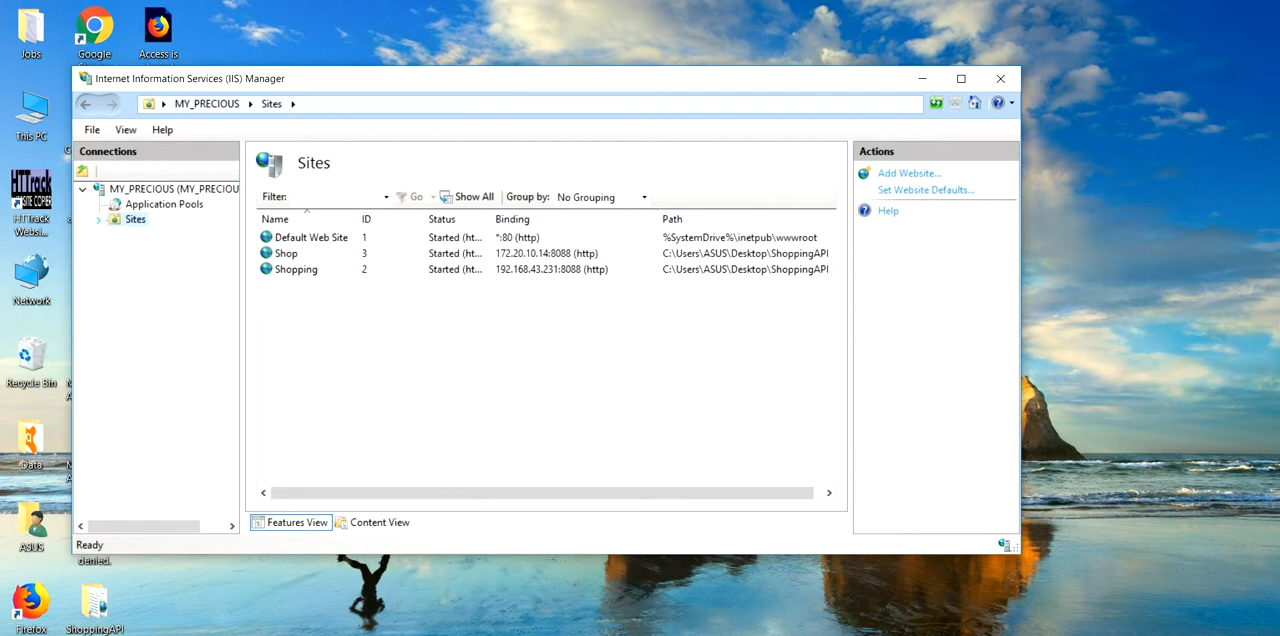 Jobs
Google
Access is
Internet Information Services (IIS) Manager
MY_PRECIOUS
Sites
This PC
File View Help
Connections
MY_PRECIOUS (MY_PRECIOU
Application Pools
Sites
HTTrack
SITE COPIER
HTTrack
Websi...
Sites
Filter:
Go
Show All
Group by:
No Grouping
Name ID Status Binding Path
Default Web Site 1 Started (ht... *:80 (http) %SystemDrive%\inetpub\wwwroot
Shop 3 Started (ht... 172.20.10.14:8088 (http) C:\Users\ASUS\Desktop\ShoppingAPI
Shopping 2 Started (ht... 192.168.43.231:8088 (http) C:\Users\ASUS\Desktop\ShoppingAPI
Actions
Add Website...
Set Website Defaults...
Help
Network
Recycle Bin
Data
ASUS
Features View
Content View
Ready
denied.
Firefox
ShoppingAPI